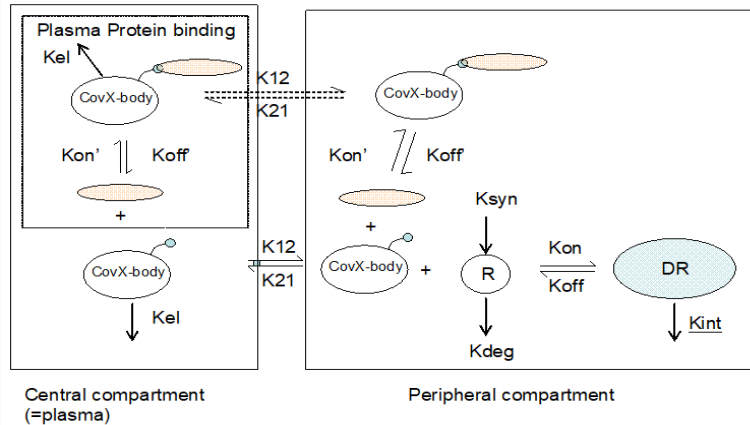 Plasma Protein binding
Kel
CovX-body
K12
K21
CovX-body
Kon'
Koff'
Kon'
Koff'
+
Ksyn
+
CovX-body
K12
K21
CovX-body
+
R
Kon
Koff
DR
Kel
Kint
Kdeg
Central compartment
(=plasma)
Peripheral compartment